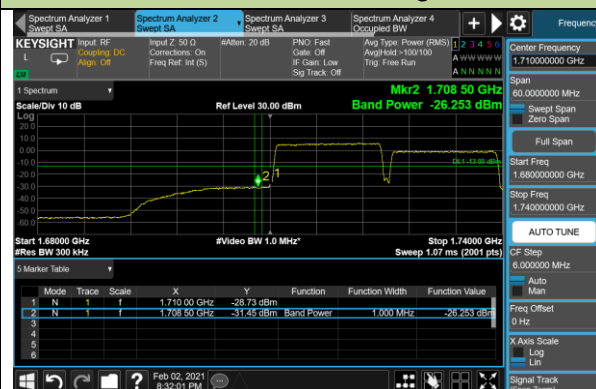 Spectrum Analyzer 1
Swept SA
Spectrum Analyzer 2
Swept SA
Spectrum Analyzer 3
Swept SA
Spectrum Analyzer 4
Occupied BW
Frequenc
KEYSIGHT
L
Input: RF
Coupling: DC
Align: Off
Input Z: 50 Ω
Corrections: On
Freq Ref: Int (S)
#Atten: 20 dB
PNO: Fast
Gate: Off
IF Gain: Low
Sig Track: Off
Avg Type: Power (RMS)
Avg|Hold:>100/100
Trig: Free Run
1 2 3 4 5 6
A W W W W W
A N N N N N
1 Spectrum
Scale/Div 10 dB
Ref Level 30.00 dBm
Mkr2 1.708 50 GHz
Band Power -26.253 dBm
Log
20.0
10.0
0.00
-10.0
-20.0
-30.0
-40.0
-50.0
-60.0
DL1 -13.00 dBm
2
1
Start 1.68000 GHz
#Res BW 300 kHz
#Video BW 1.0 MHz*
Stop 1.74000 GHz
Sweep 1.07 ms (2001 pts)
5 Marker Table
Mode Trace Scale X Y Function Function Width Function Value
1 N 1 f 1.710 00 GHz -28.73 dBm
2 N 1 f 1.708 50 GHz -31.45 dBm Band Power 1.000 MHz -26.253 dBm
3
4
5
6
Feb 02, 2021
8:32:01 PM
Center Frequency
1.710000000 GHz
Span
60.0000000 MHz
Swept Span
Zero Span
Full Span
Start Freq
1.680000000 GHz
Stop Freq
1.740000000 GHz
AUTO TUNE
CF Step
6.000000 MHz
Auto
Man
Freq Offset
0 Hz
X Axis Scale
Log
Lin
Signal Track